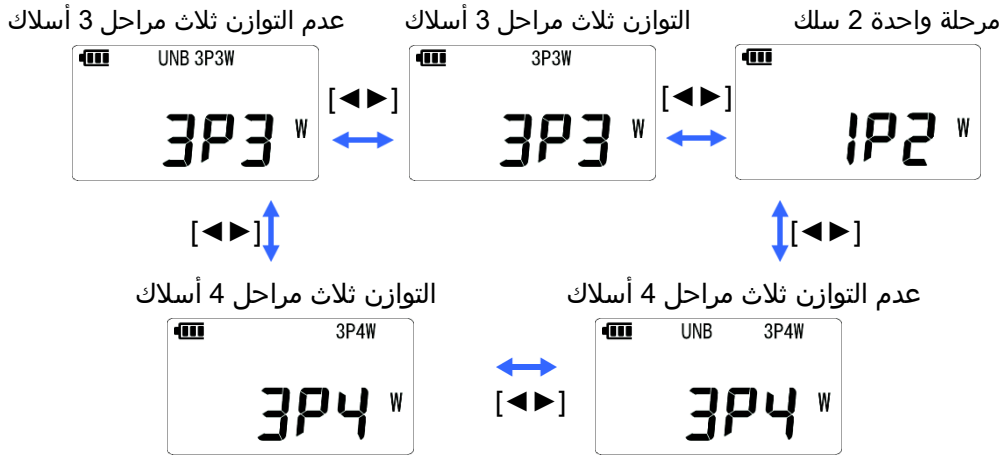 مرحلة واحدة 2 سلك
التوازن ثلاث مراحل 3 أسلاك
عدم التوازن ثلاث مراحل 3 أسلاك
1P2 W
[◄►]
3P3W
3P3 W
[◄►]
UNB 3P3W
3P3 W
[◄►]
[◄►]
عدم التوازن ثلاث مراحل 4 أسلاك
التوازن ثلاث مراحل 4 أسلاك
UNB 3P4W
3P4 W
[◄►]
3P4W
3P4 W